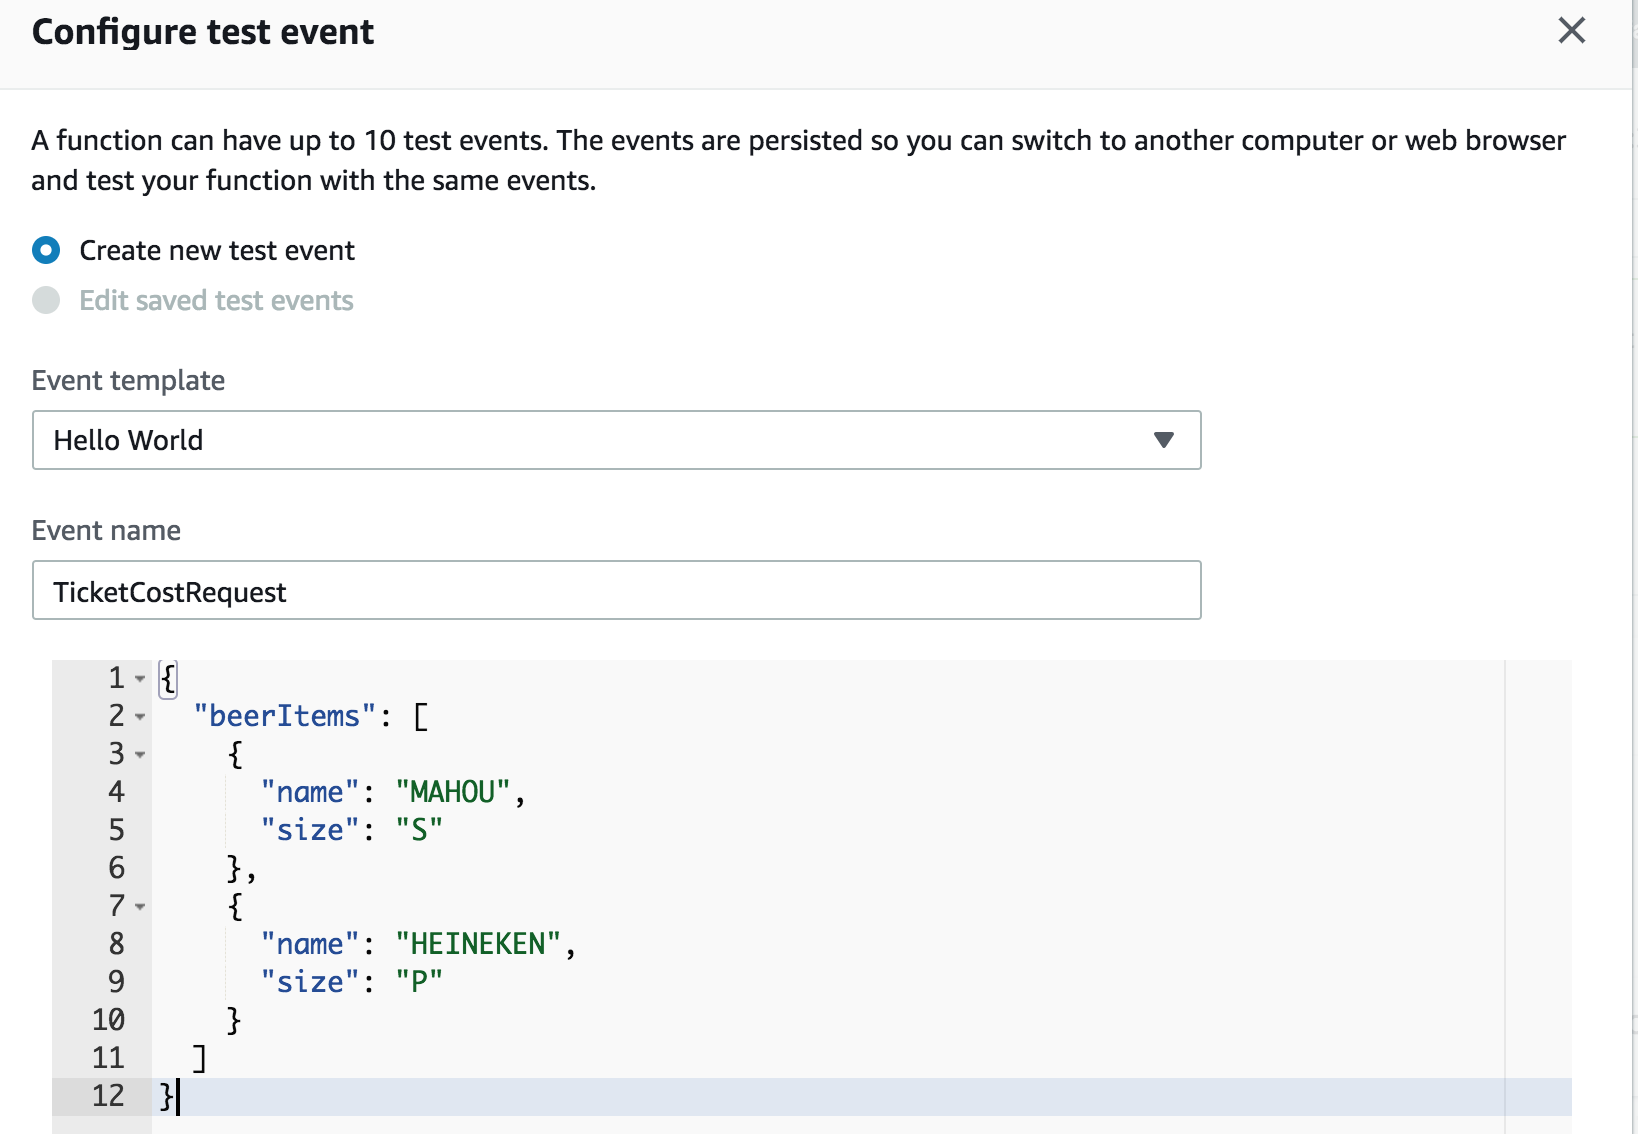 Configure test event
A function can have up to 10 test events. The events are persisted so you can switch to another computer or web browser
and test your function with the same events.
Create new test event
Edit saved test events
Event template
Hello World
Event name
TicketCostRequest
1 {
2 "beerItems": [
3 {
4 "name": "MAHOU",
5 "size": "S"
6 },
7 {
8 "name": "HEINEKEN",
9 "size": "P"
10 }
11 ]
12 }